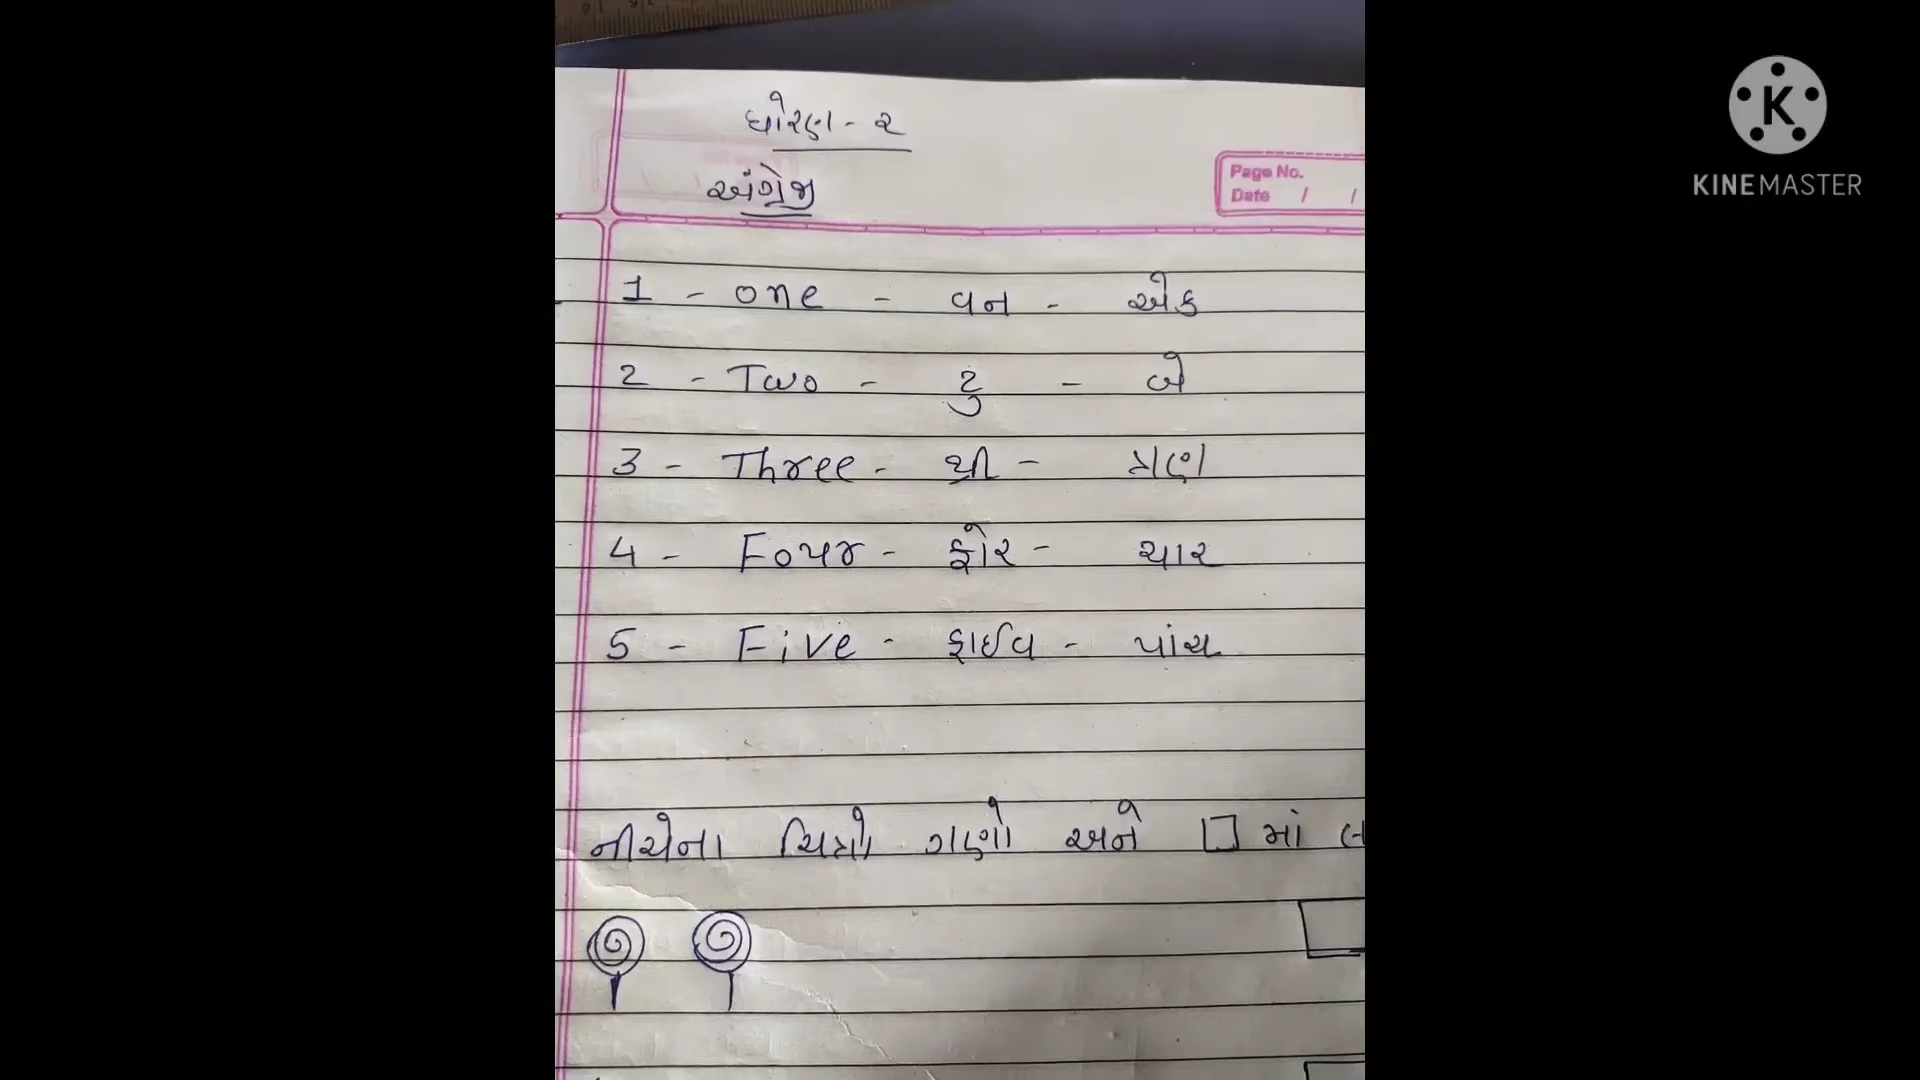 ધોરણ - ૨
અંગ્રેજી
Page No.
Date / /
KINEMASTER
1 - one - વન - એક
2 - Two - ટુ - બે
3 - Three - થ્રી - ત્રણ
4 - Four - ફોર - ચાર
5 - Five - ફાઈવ - પાંચ
નીચેના ચિત્રો ગણો અને □ માં